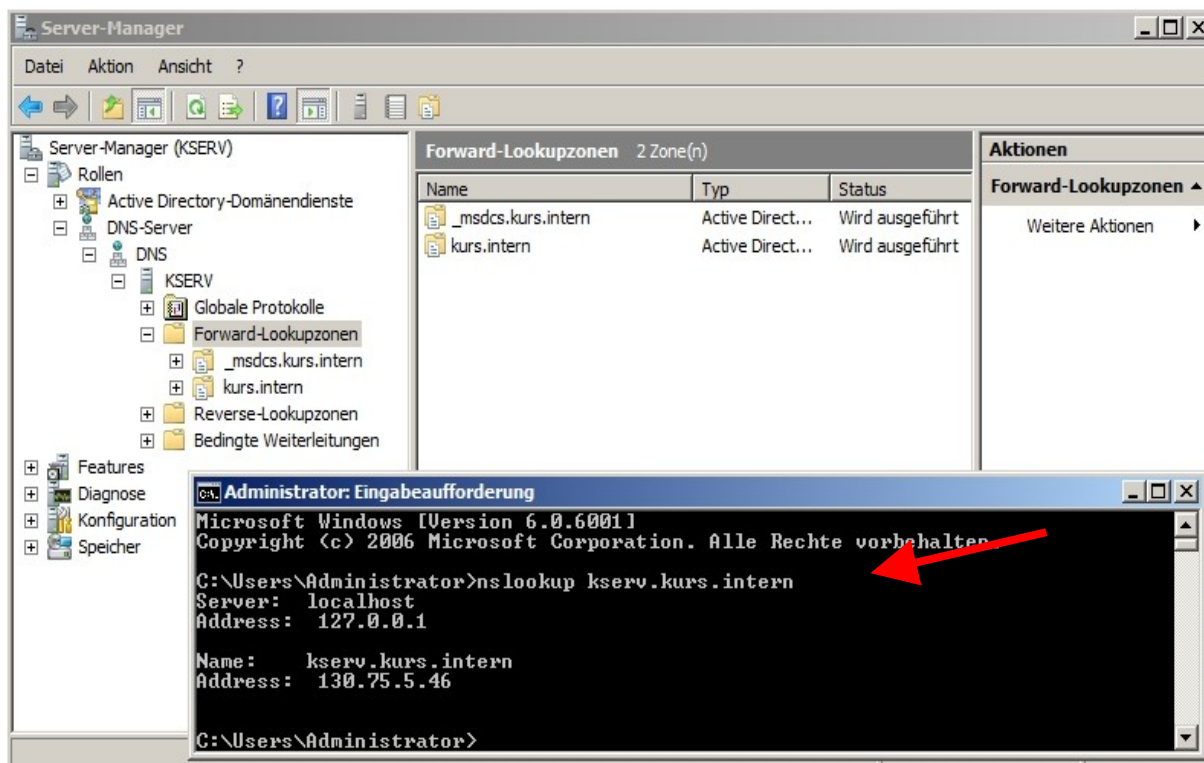 Server-Manager
Datei Aktion Ansicht ?
Server-Manager (KSERV)
Rollen
Active Directory-Domänendienste
DNS-Server
DNS
KSERV
Globale Protokolle
Forward-Lookupzonen
_msdcs.kurs.intern
kurs.intern
Reverse-Lookupzonen
Bedingte Weiterleitungen
Features
Diagnose
Konfiguration
Speicher
Forward-Lookupzonen 2 Zone(n)
Name Typ Status
_msdcs.kurs.intern Active Direct... Wird ausgeführt
kurs.intern Active Direct... Wird ausgeführt
Aktionen
Forward-Lookupzonen
Weitere Aktionen
Administrator: Eingabeaufforderung
Microsoft Windows [Version 6.0.6001]
Copyright (c) 2006 Microsoft Corporation. Alle Rechte vorbehalten.
C:\Users\Administrator>nslookup kserv.kurs.intern
Server: localhost
Address: 127.0.0.1
Name: kserv.kurs.intern
Address: 130.75.5.46
C:\Users\Administrator>